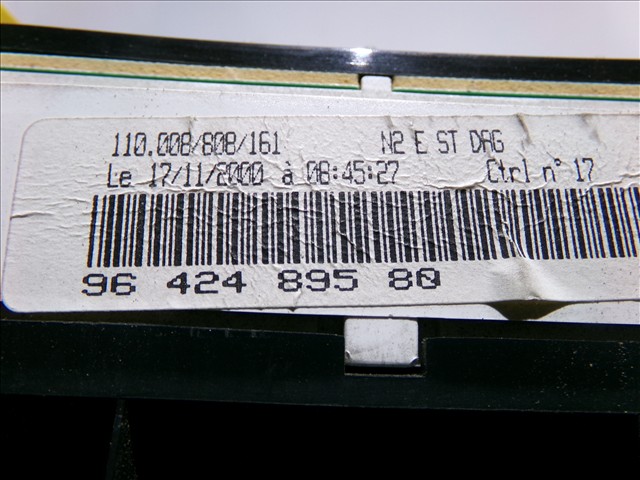 110.008/808/161 N2 E ST DAG
Le 17/11/2000 à 08:45:27 Ctrl n° 17
96 424 895 80